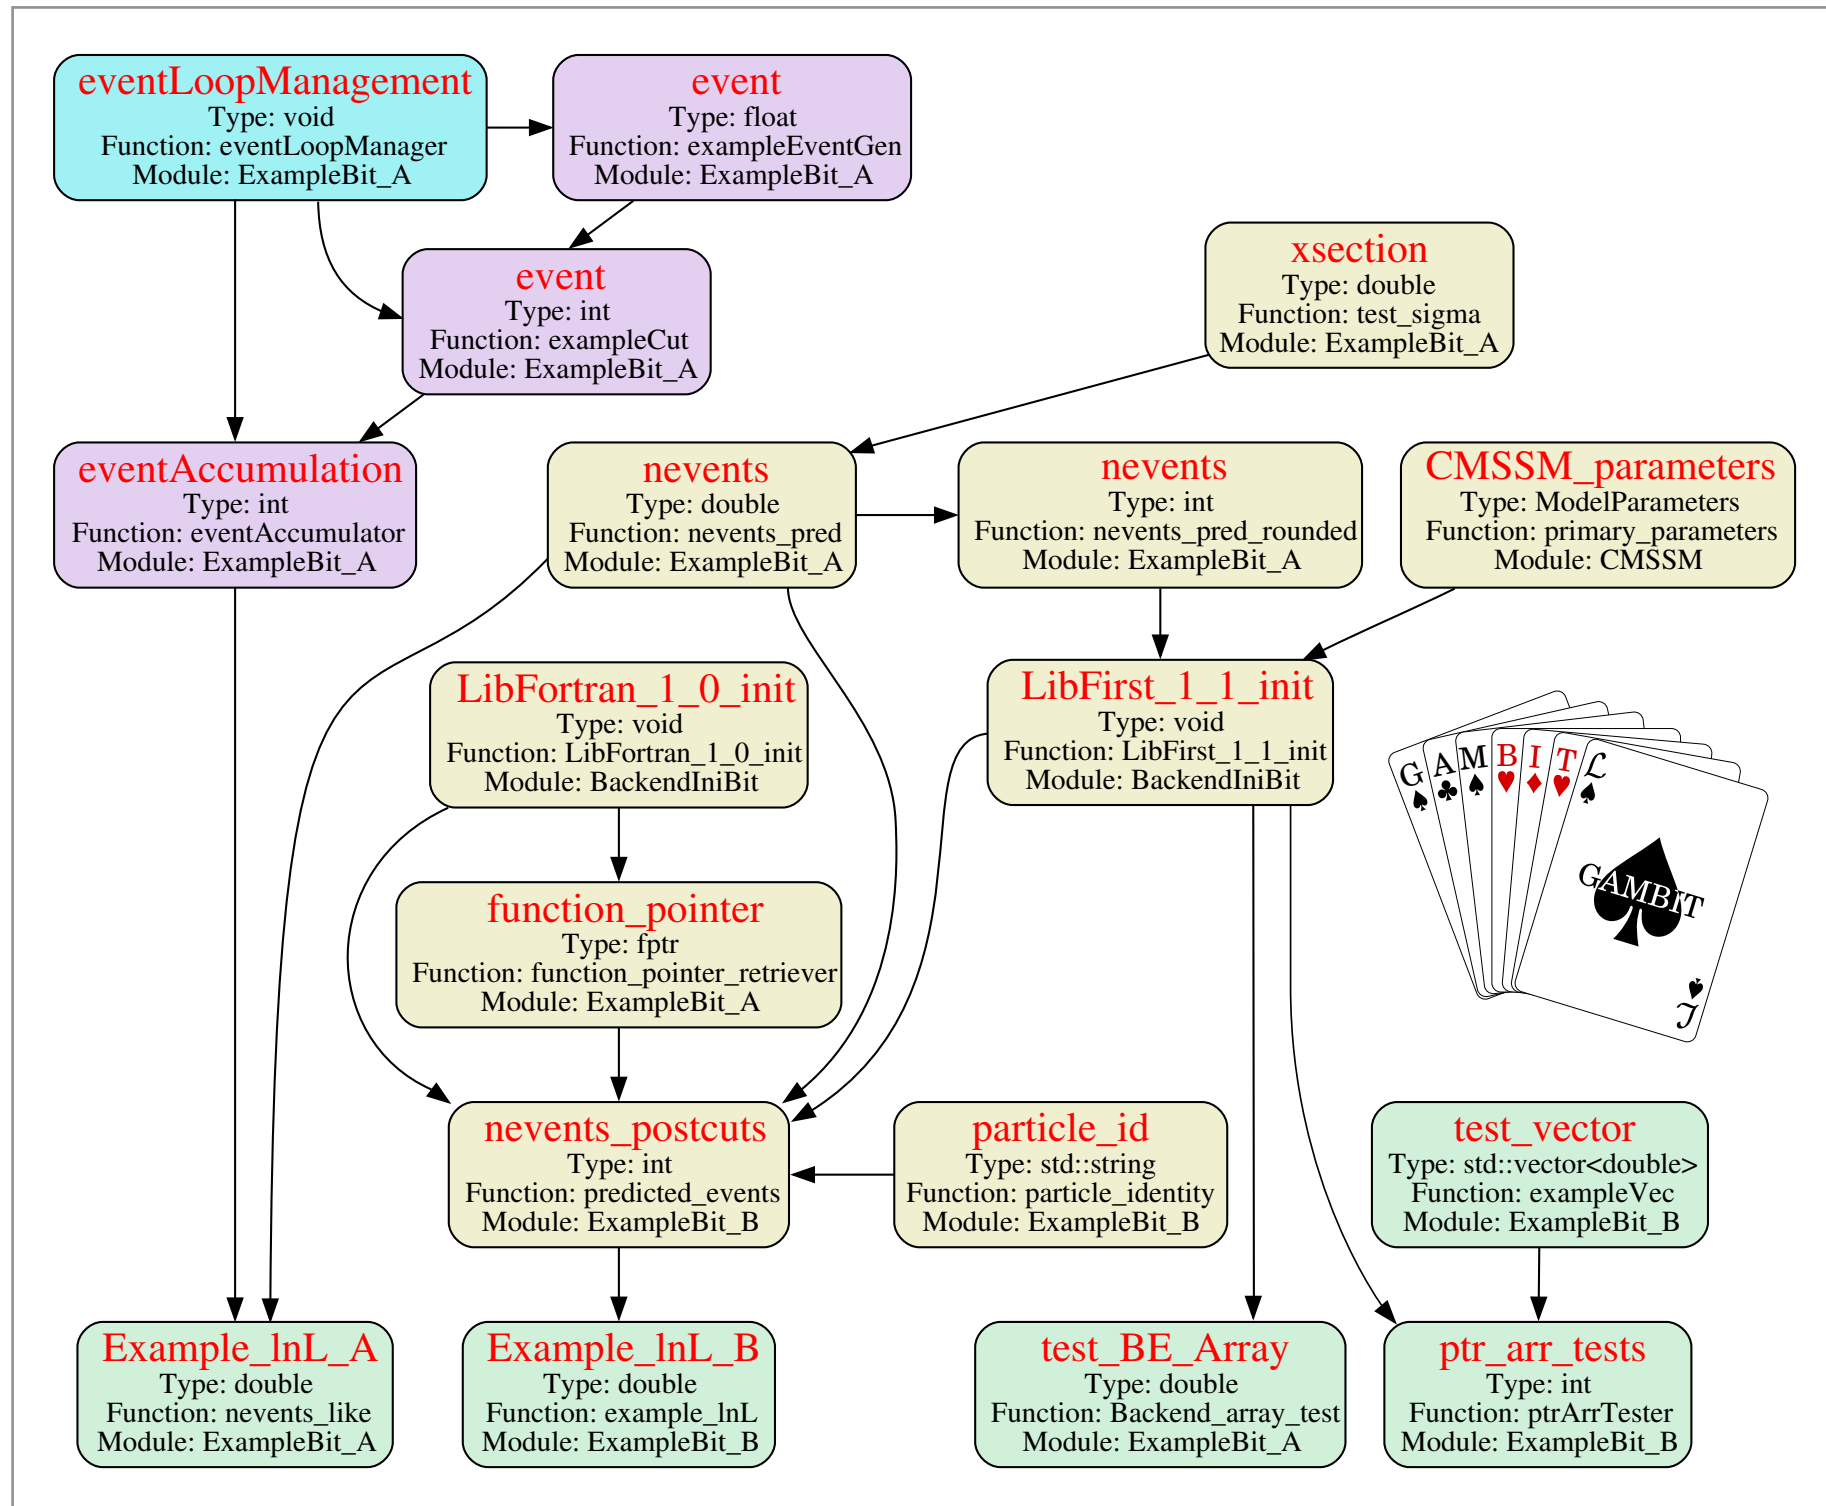 eventLoopManagement
Type: void
Function: eventLoopManager
Module: ExampleBit_A
event
Type: float
Function: exampleEventGen
Module: ExampleBit_A
event
Type: int
Function: exampleCut
Module: ExampleBit_A
xsection
Type: double
Function: test_sigma
Module: ExampleBit_A
eventAccumulation
Type: int
Function: eventAccumulator
Module: ExampleBit_A
nevents
Type: double
Function: nevents_pred
Module: ExampleBit_A
nevents
Type: int
Function: nevents_pred_rounded
Module: ExampleBit_A
CMSSM_parameters
Type: ModelParameters
Function: primary_parameters
Module: CMSSM
LibFortran_1_0_init
Type: void
Function: LibFortran_1_0_init
Module: BackendIniBit
LibFirst_1_1_init
Type: void
Function: LibFirst_1_1_init
Module: BackendIniBit
G A M B I T ℒ
GAMBIT
ℒ
function_pointer
Type: fptr
Function: function_pointer_retriever
Module: ExampleBit_A
nevents_postcuts
Type: int
Function: predicted_events
Module: ExampleBit_B
particle_id
Type: std::string
Function: particle_identity
Module: ExampleBit_B
test_vector
Type: std::vector<double>
Function: exampleVec
Module: ExampleBit_B
Example_lnL_A
Type: double
Function: nevents_like
Module: ExampleBit_A
Example_lnL_B
Type: double
Function: example_lnL
Module: ExampleBit_B
test_BE_Array
Type: double
Function: Backend_array_test
Module: ExampleBit_A
ptr_arr_tests
Type: int
Function: ptrArrTester
Module: ExampleBit_B